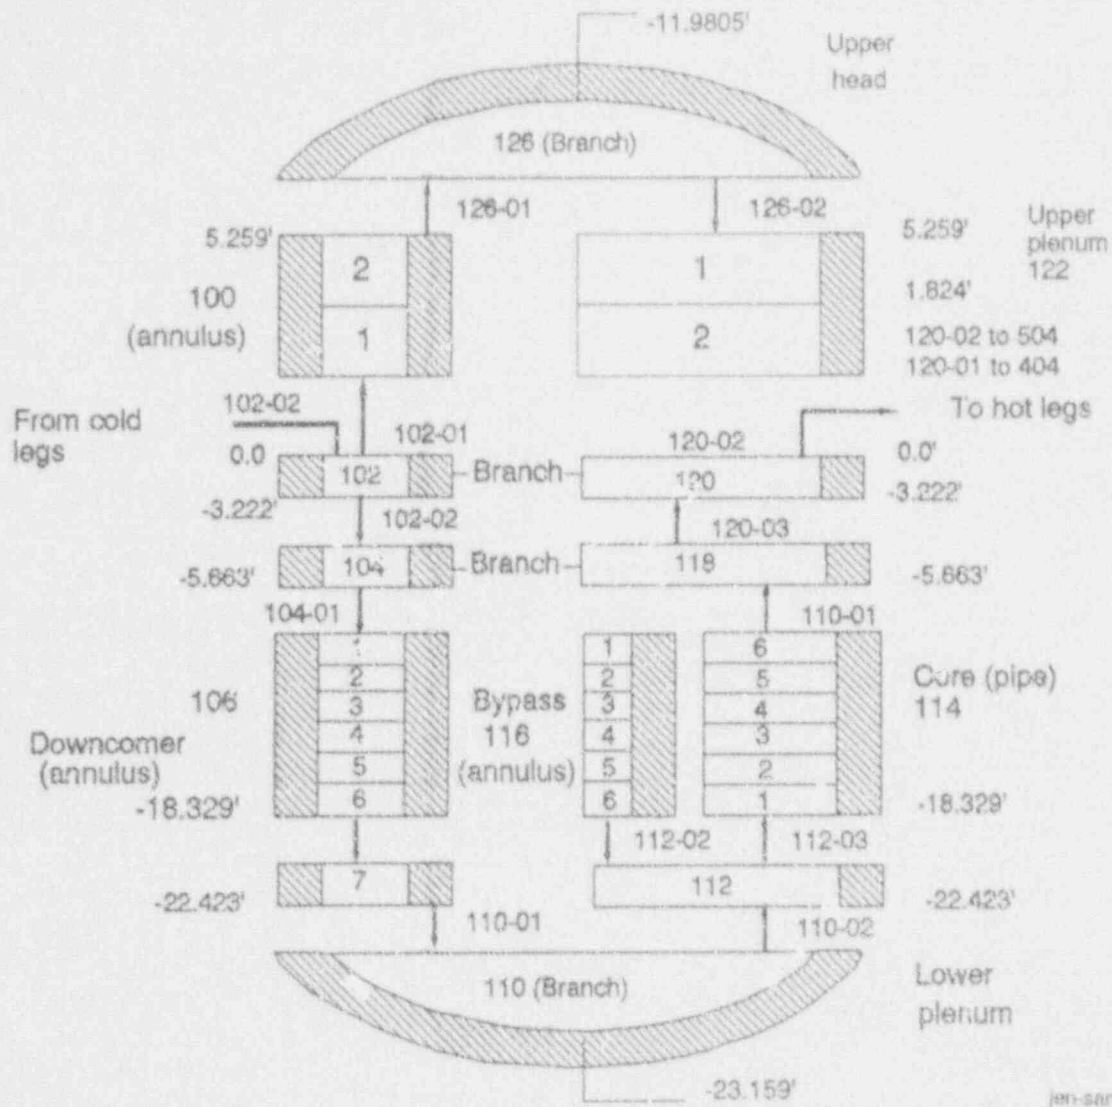 -11.9805'
Upper
head
126 (Branch)
126-01
126-02
5.259'
5.259'
Upper
plenum
122
2
1
100
(annulus)
1.824'
1
2
120-02 to 504
120-01 to 404
From cold
legs
102-02
102-01
To hot legs
120-02
0.0
102
Branch
120
0.0'
-3.222'
-3.222'
102-02
120-03
-5.663'
104
Branch
118
-5.663'
104-01
110-01
1
2
3
4
5
6
106
Downcomer
(annulus)
-18.329'
Bypass
116
(annulus)
1
2
3
4
5
6
6
5
4
3
2
1
Core (pipe)
114
-18.329'
112-02
112-03
7
112
-22.423'
-22.423'
110-01
110-02
110 (Branch)
Lower
plenum
-23.159'